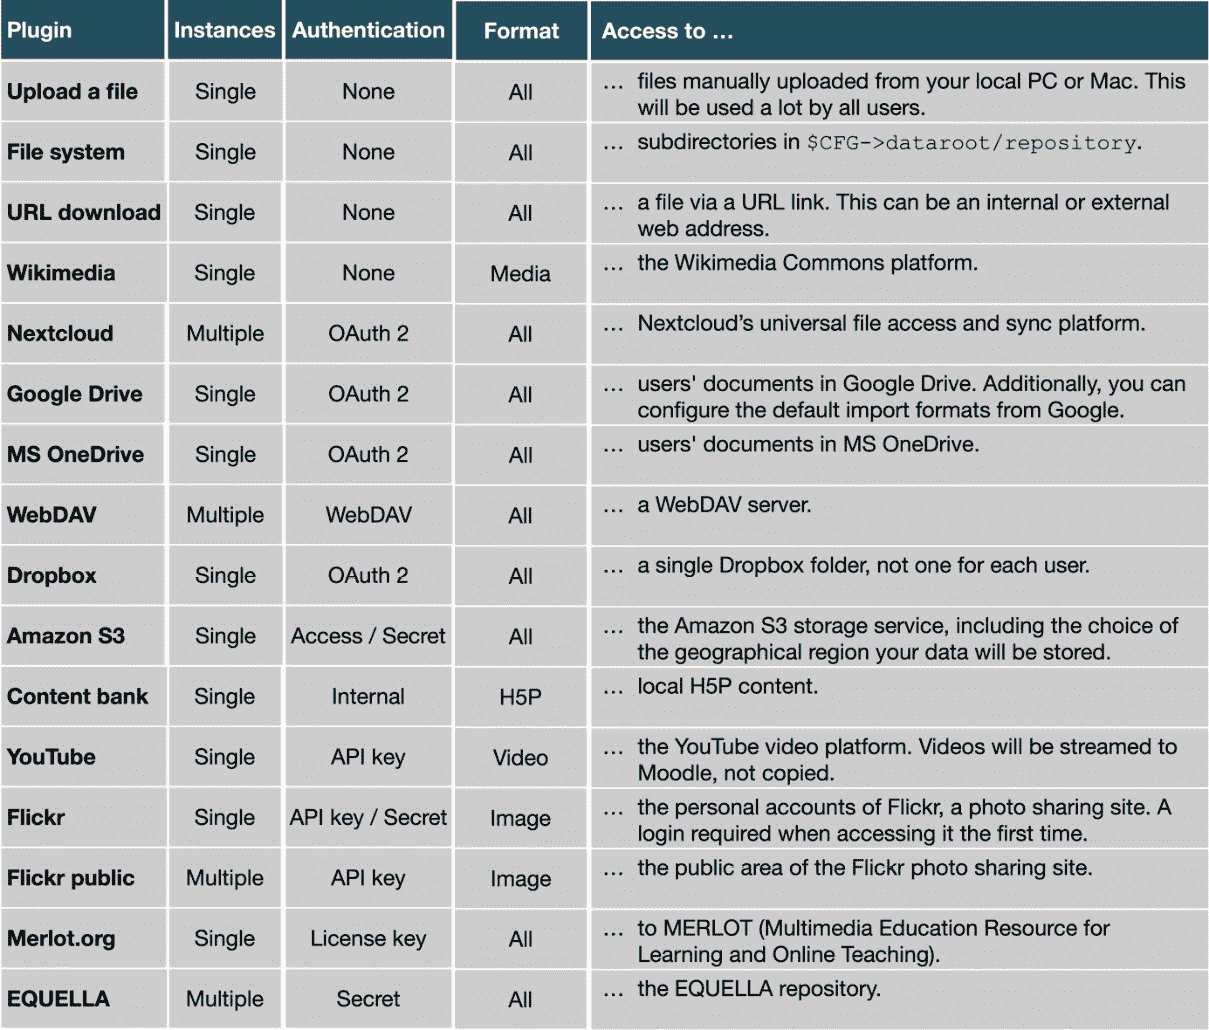 Plugin Instances Authentication Format Access to ...
Upload a file Single None All ... files manually uploaded from your local PC or Mac. This
will be used a lot by all users.
File system Single None All ... subdirectories in $CFG->dataroot/repository.
URL download Single None All ... a file via a URL link. This can be an internal or external
web address.
Wikimedia Single None Media ... the Wikimedia Commons platform.
Nextcloud Multiple OAuth 2 All ... Nextcloud's universal file access and sync platform.
Google Drive Single OAuth 2 All ... users' documents in Google Drive. Additionally, you can
configure the default import formats from Google.
MS OneDrive Single OAuth 2 All ... users' documents in MS OneDrive.
WebDAV Multiple WebDAV All ... a WebDAV server.
Dropbox Single OAuth 2 All ... a single Dropbox folder, not one for each user.
Amazon S3 Single Access / Secret All ... the Amazon S3 storage service, including the choice of
the geographical region your data will be stored.
Content bank Single Internal H5P ... local H5P content.
YouTube Single API key Video ... the YouTube video platform. Videos will be streamed to
Moodle, not copied.
Flickr Single API key / Secret Image ... the personal accounts of Flickr, a photo sharing site. A
login required when accessing it the first time.
Flickr public Multiple API key Image ... the public area of the Flickr photo sharing site.
Merlot.org Single License key All ... to MERLOT (Multimedia Education Resource for
Learning and Online Teaching).
EQUELLA Multiple Secret All ... the EQUELLA repository.